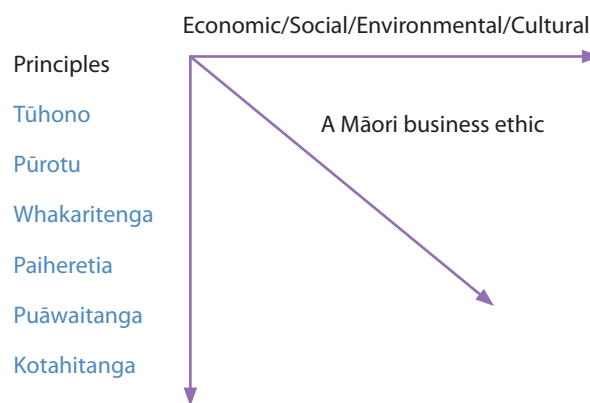 Economic/Social/Environmental/Cultural
Principles
Tūhono
A Māori business ethic
Pūrotu
Whakaritenga
Paiheretia
Puāwaitanga
Kotahitanga